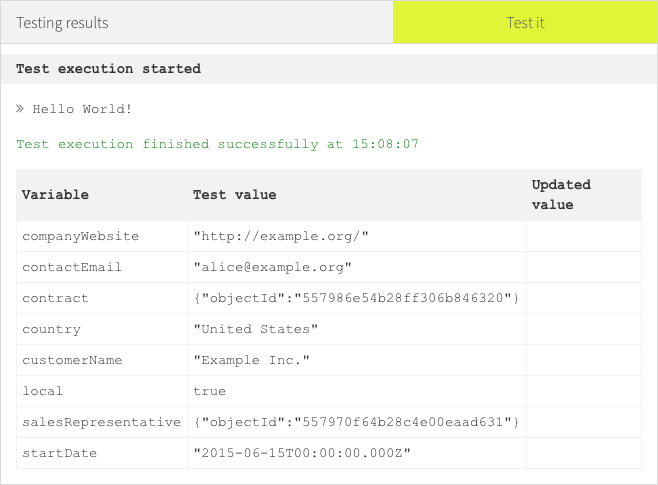 Testing results Test it
Test execution started
» Hello World!
Test execution finished successfully at 15:08:07
Variable Test value Updated value
companyWebsite "http://example.org/"
contactEmail "alice@example.org"
contract {"objectId":"557986e54b28ff306b846320"}
country "United States"
customerName "Example Inc."
local true
salesRepresentative {"objectId":"557970f64b28c4e00eaad631"}
startDate "2015-06-15T00:00:00.000Z"